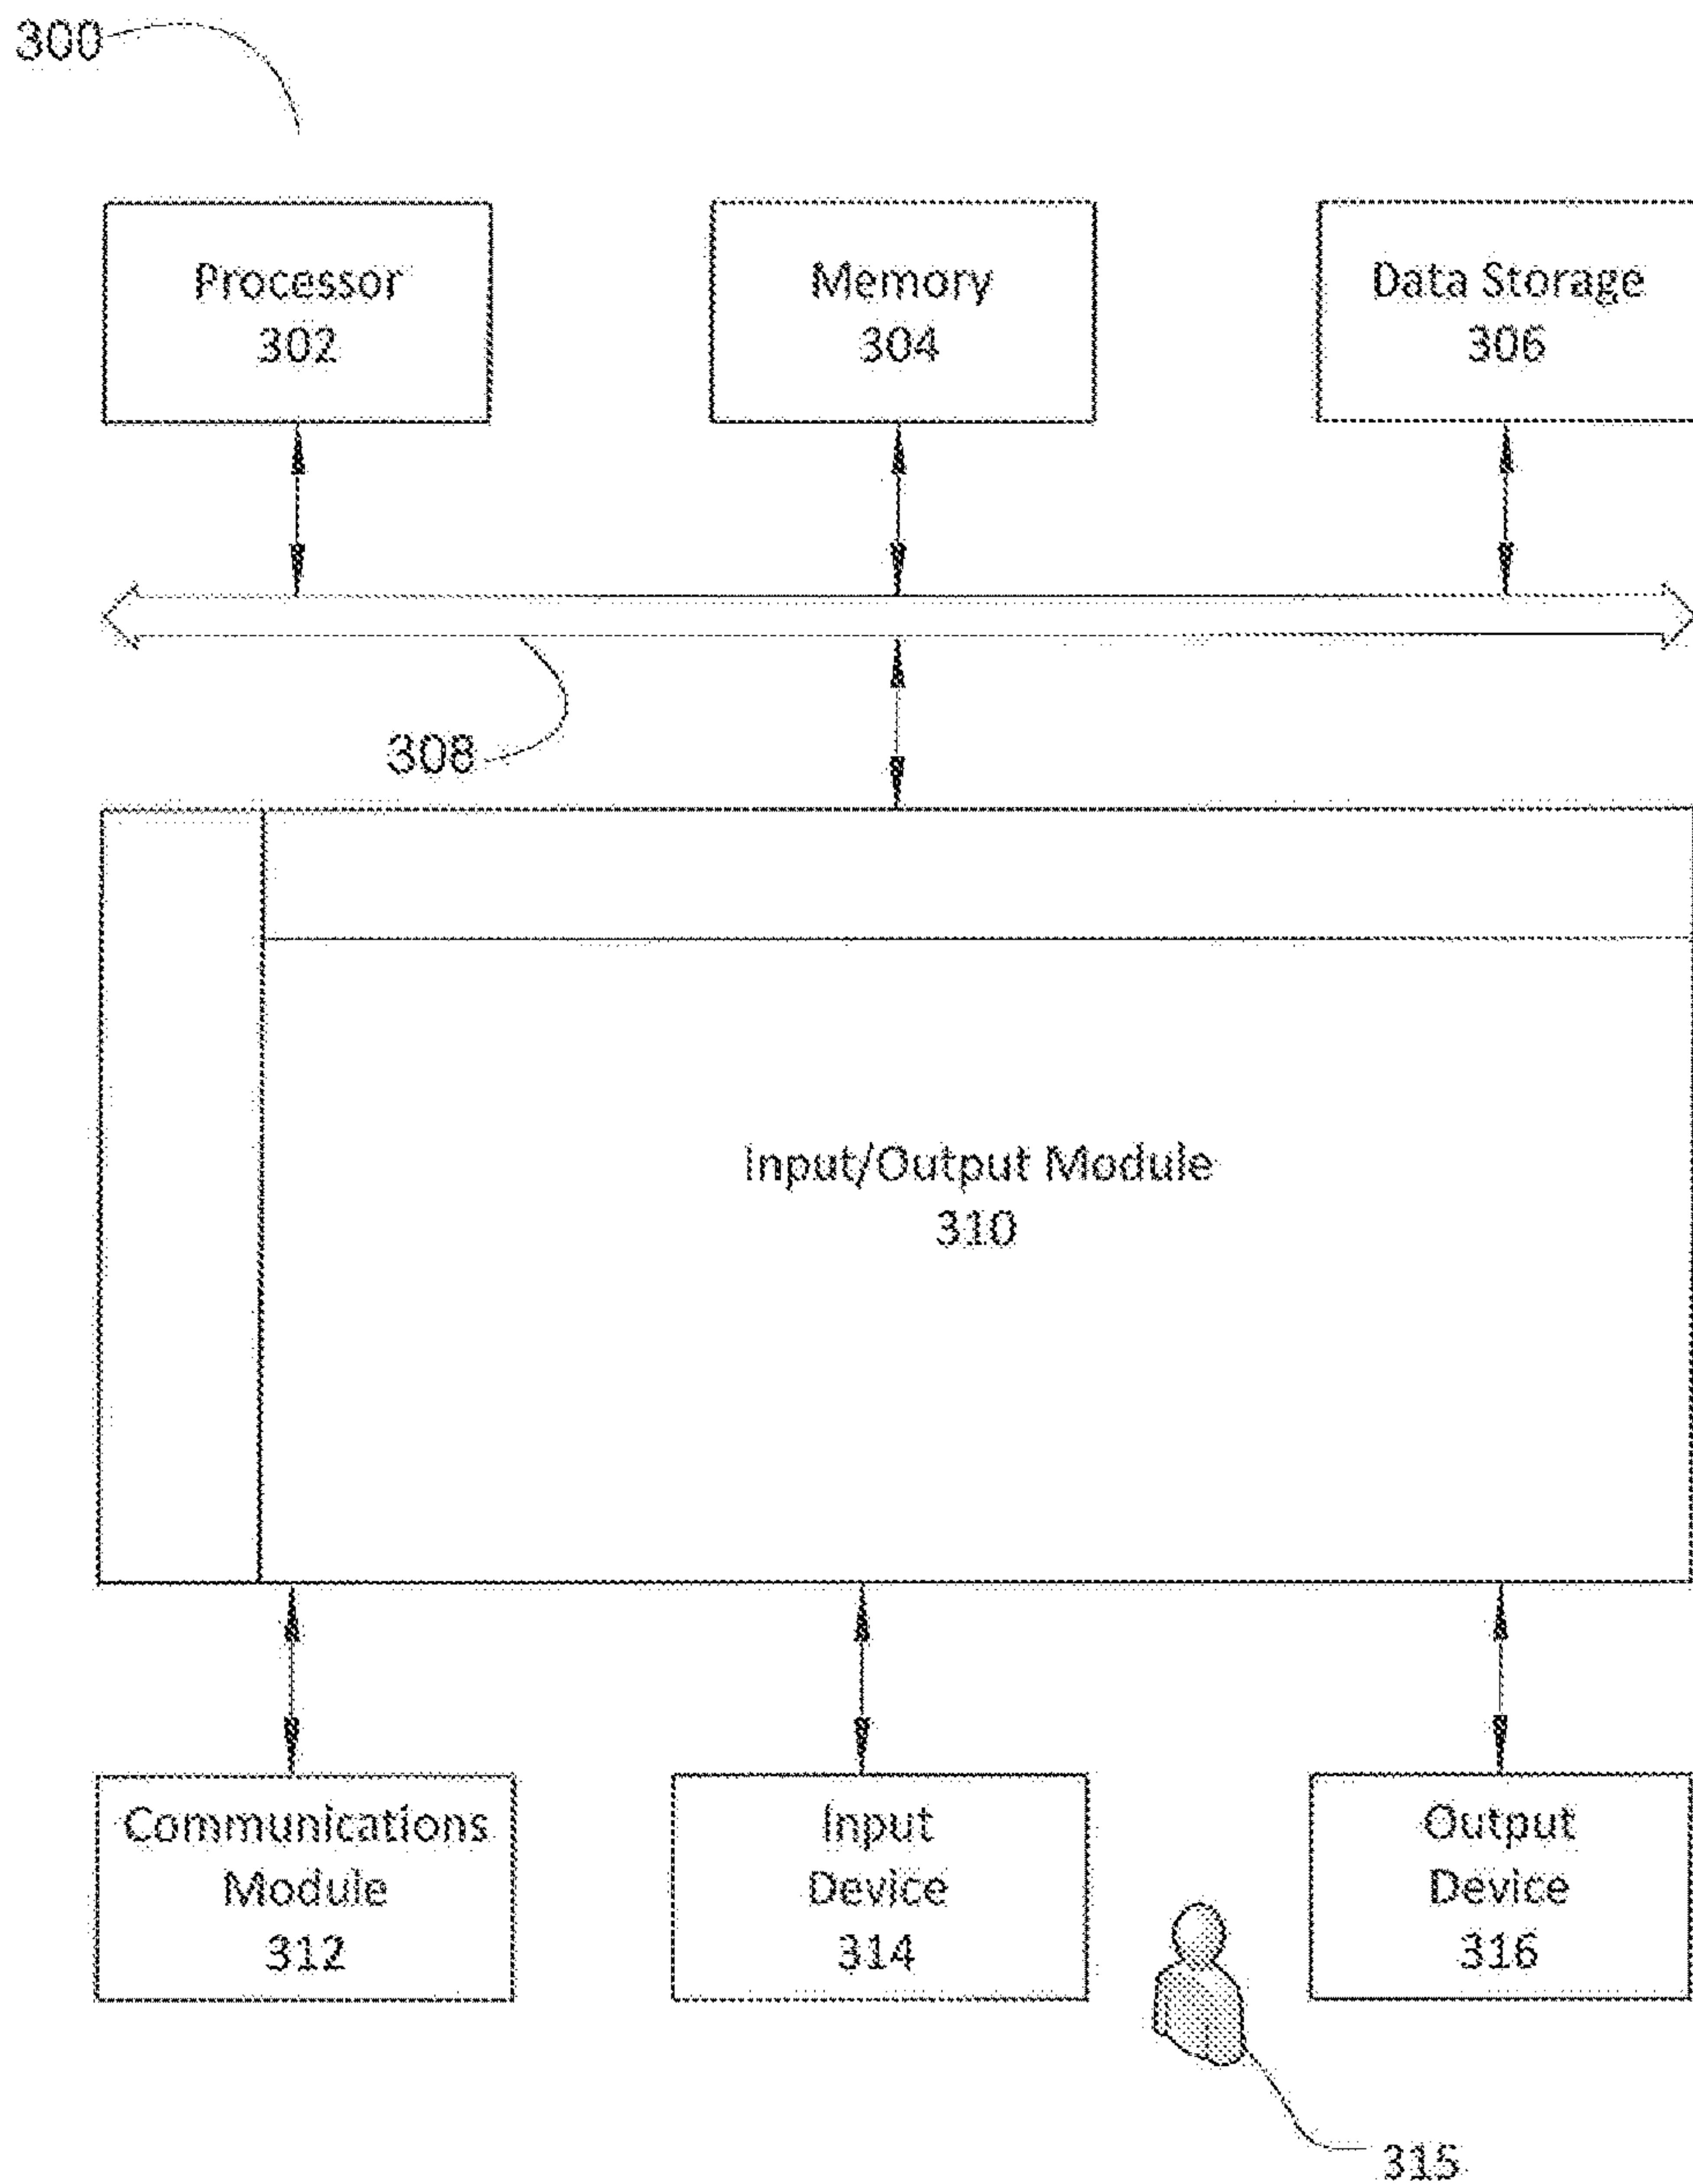 300
Processor
302
Memory
304
Data Storage
306
308
Input/Output Module
310
Communications
Module
312
Input
Device
314
Output
Device
316
315